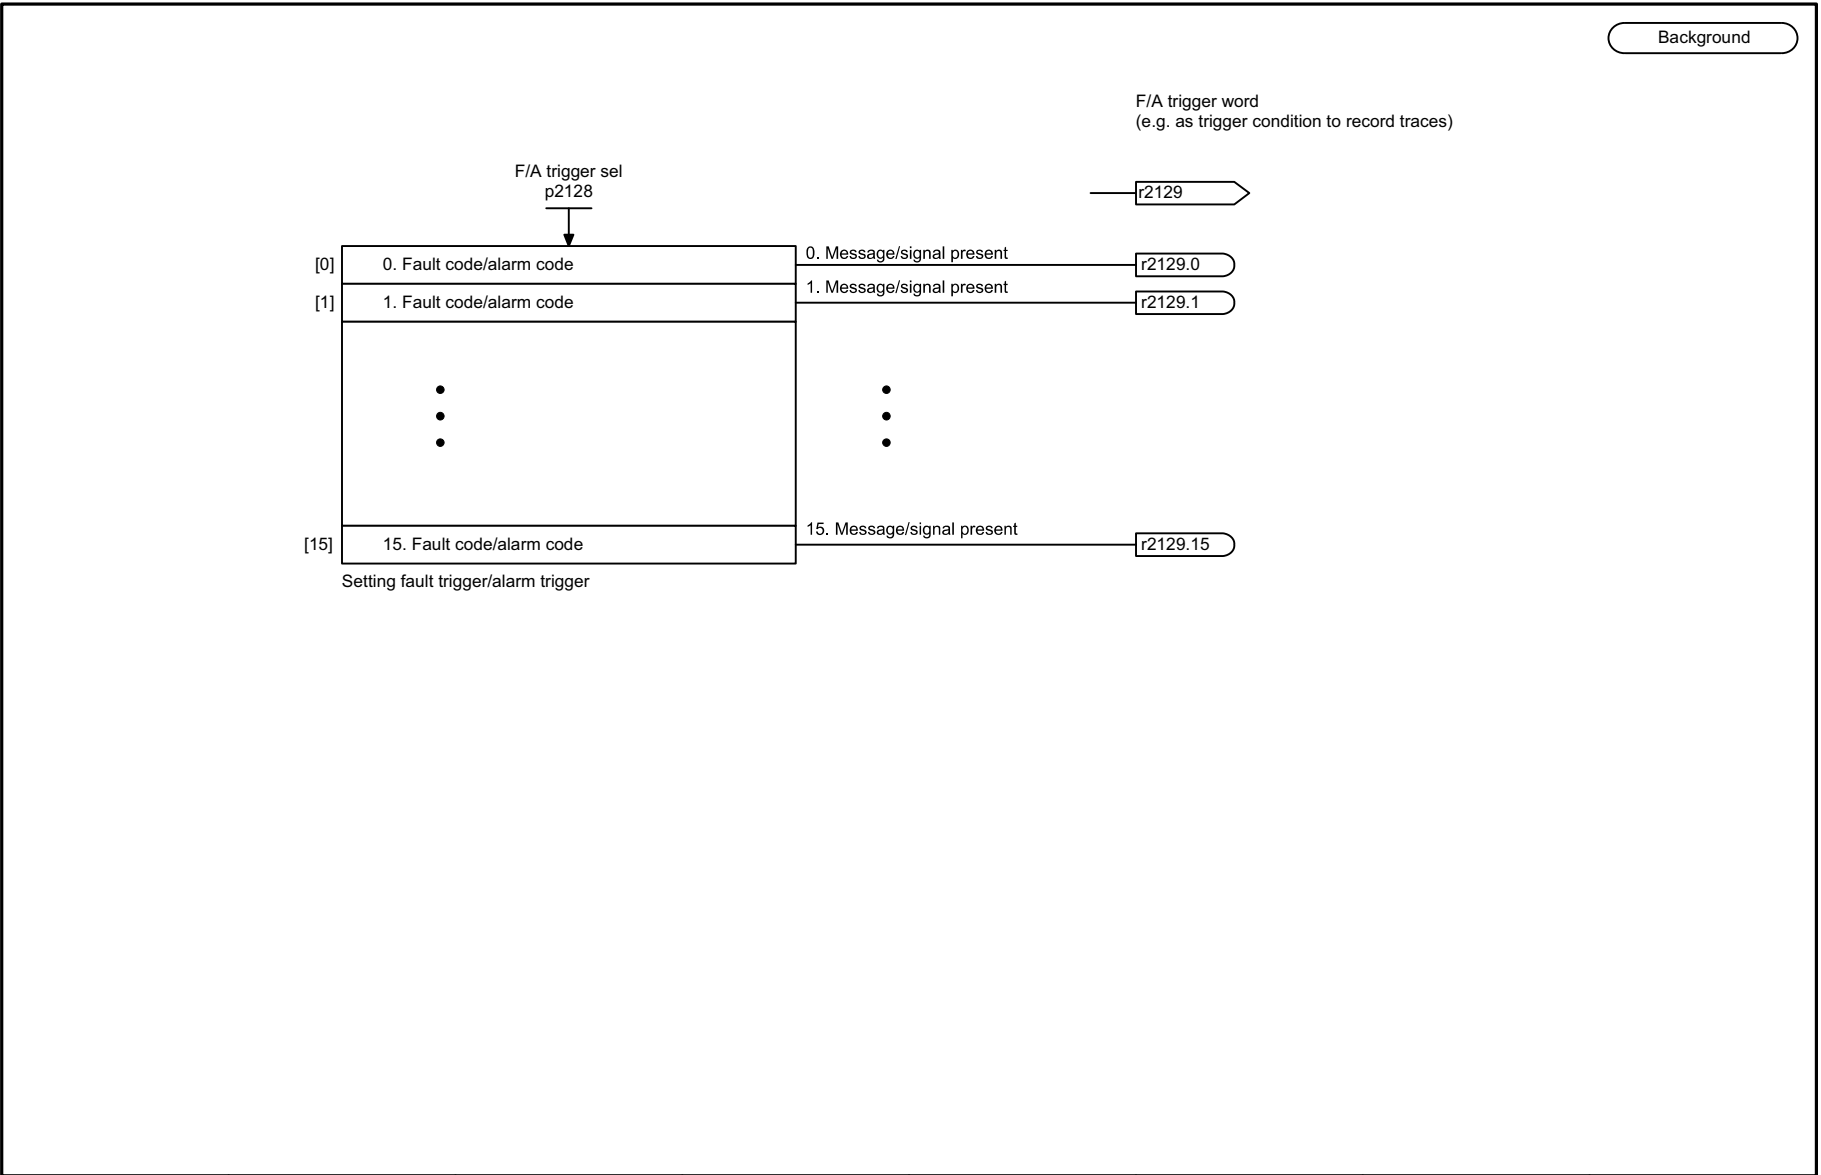 Background
F/A trigger word
(e.g. as trigger condition to record traces)
F/A trigger sel
p2128
r2129
[0]
0. Fault code/alarm code
0. Message/signal present
r2129.0
[1]
1. Fault code/alarm code
1. Message/signal present
r2129.1
[15]
15. Fault code/alarm code
15. Message/signal present
r2129.15
Setting fault trigger/alarm trigger